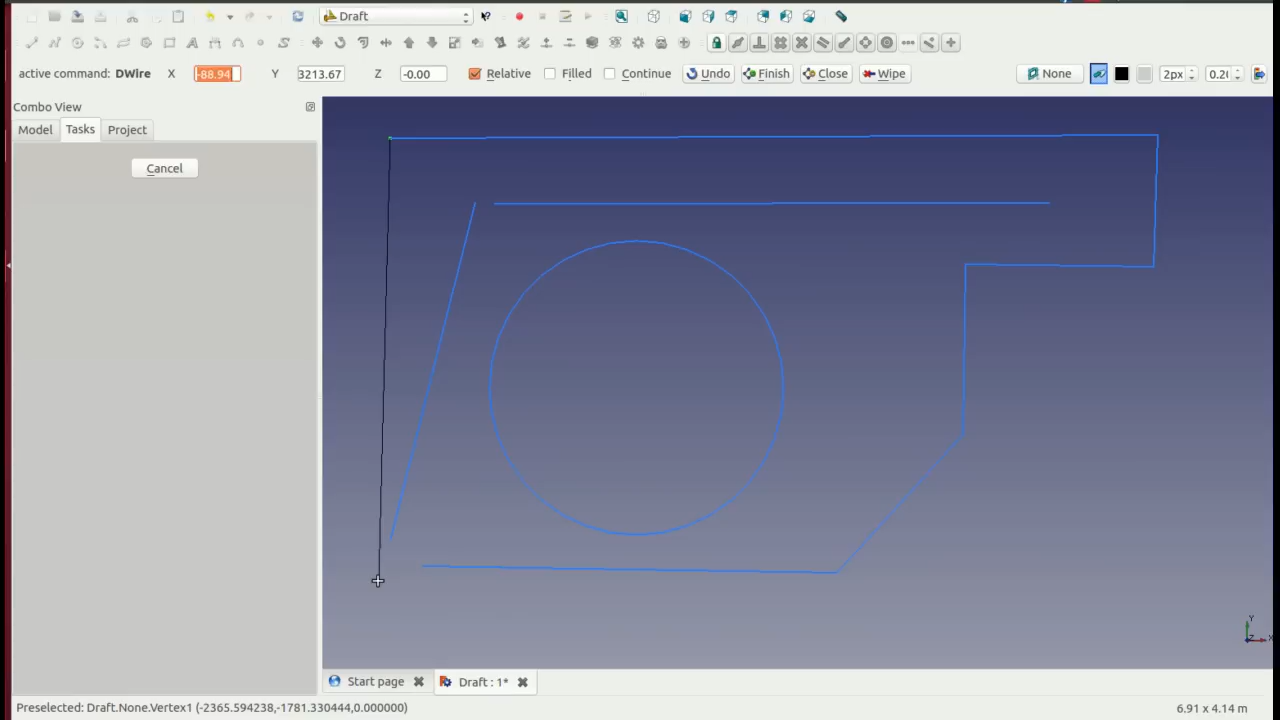 Draft
active command: DWire X -88.94 Y 3213.67 Z -0.00 Relative Filled Continue Undo Finish Close Wipe None 2px 0.20
Combo View
Model Tasks Project
Cancel
Y
Z X
Start page Draft : 1*
Preselected: Draft.None.Vertex1 (-2365.594238,-1781.330444,0.000000) 6.91 x 4.14 m